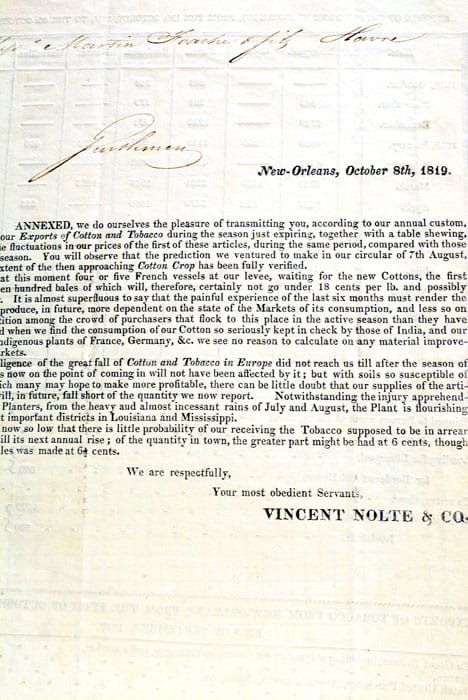 Martin Foache & fils Havre
Gentlemen
New-Orleans, October 8th, 1819.
ANNEXED, we do ourselves the pleasure of transmitting you, according to our annual custom,
our Exports of Cotton and Tobacco during the season just expiring, together with a table shewing,
e fluctuations in our prices of the first of these articles, during the same period, compared with those
season. You will observe that the prediction we ventured to make in our circular of 7th August,
xtent of the then approaching Cotton Crop has been fully verified.
at this moment four or five French vessels at our levee, waiting for the new Cottons, the first
en hundred bales of which will, therefore, certainly not go under 18 cents per lb. and possibly
. It is almost superfluous to say that the painful experience of the last six months must render the
produce, in future, more dependent on the state of the Markets of its consumption, and less so on
tition among the crowd of purchasers that flock to this place in the active season than they have
d when we find the consumption of our Cotton so seriously kept in check by those of India, and our
ndigenous plants of France, Germany, &c. we see no reason to calculate on any material improve-
rkets.
lligence of the great fall of Cotton and Tobacco in Europe did not reach us till after the season of
s now on the point of coming in will not have been affected by it; but with soils so susceptible of
ich many may hope to make more profitable, there can be little doubt that our supplies of the arti-
vill, in future, fall short of the quantity we now report. Notwithstanding the injury apprehend-
Planters, from the heavy and almost incessant rains of July and August, the Plant is flourishing
t important districts in Louisiana and Mississippi.
now so low that there is little probability of our receiving the Tobacco supposed to be in arrear
ill its next annual rise; of the quantity in town, the greater part might be had at 6 cents, though
les was made at 6½ cents.
We are respectfully,
Your most obedient Servants,
VINCENT NOLTE & CO.